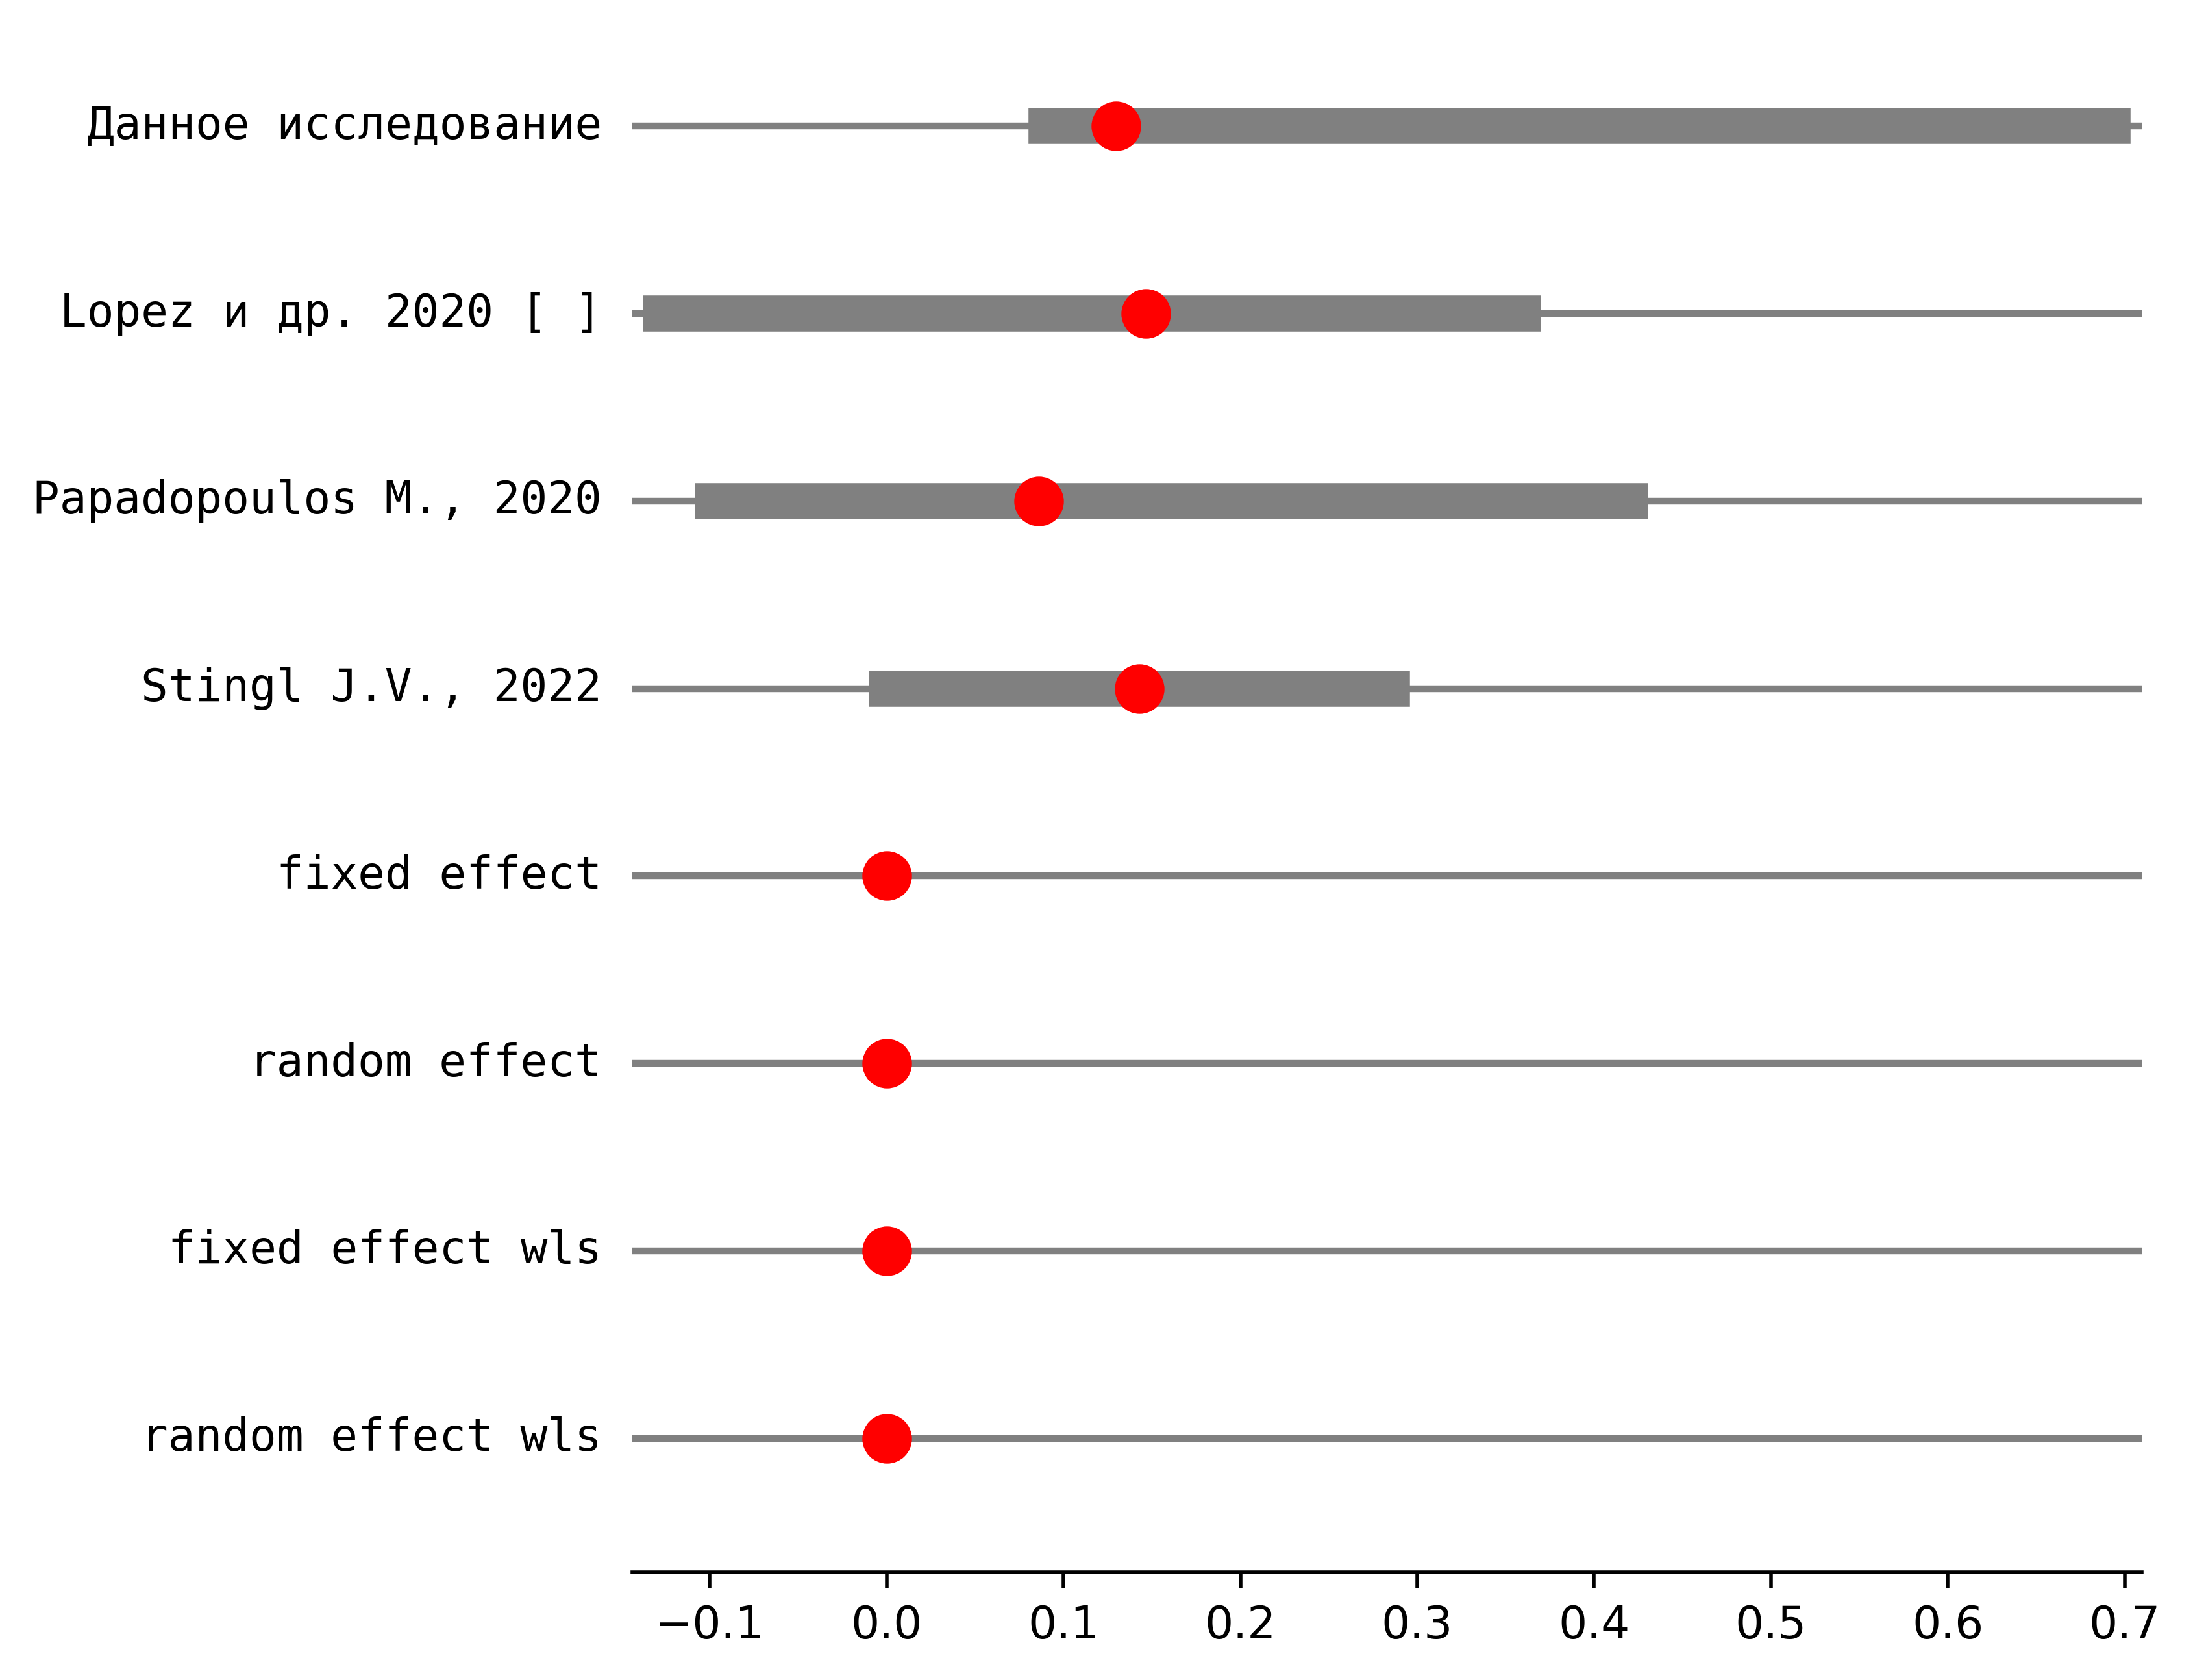 Данное исследование
Lopez и др. 2020 [ ]
Papadopoulos M., 2020
Stingl J.V., 2022
fixed effect
random effect
fixed effect wls
random effect wls
−0.1 0.0 0.1 0.2 0.3 0.4 0.5 0.6 0.7